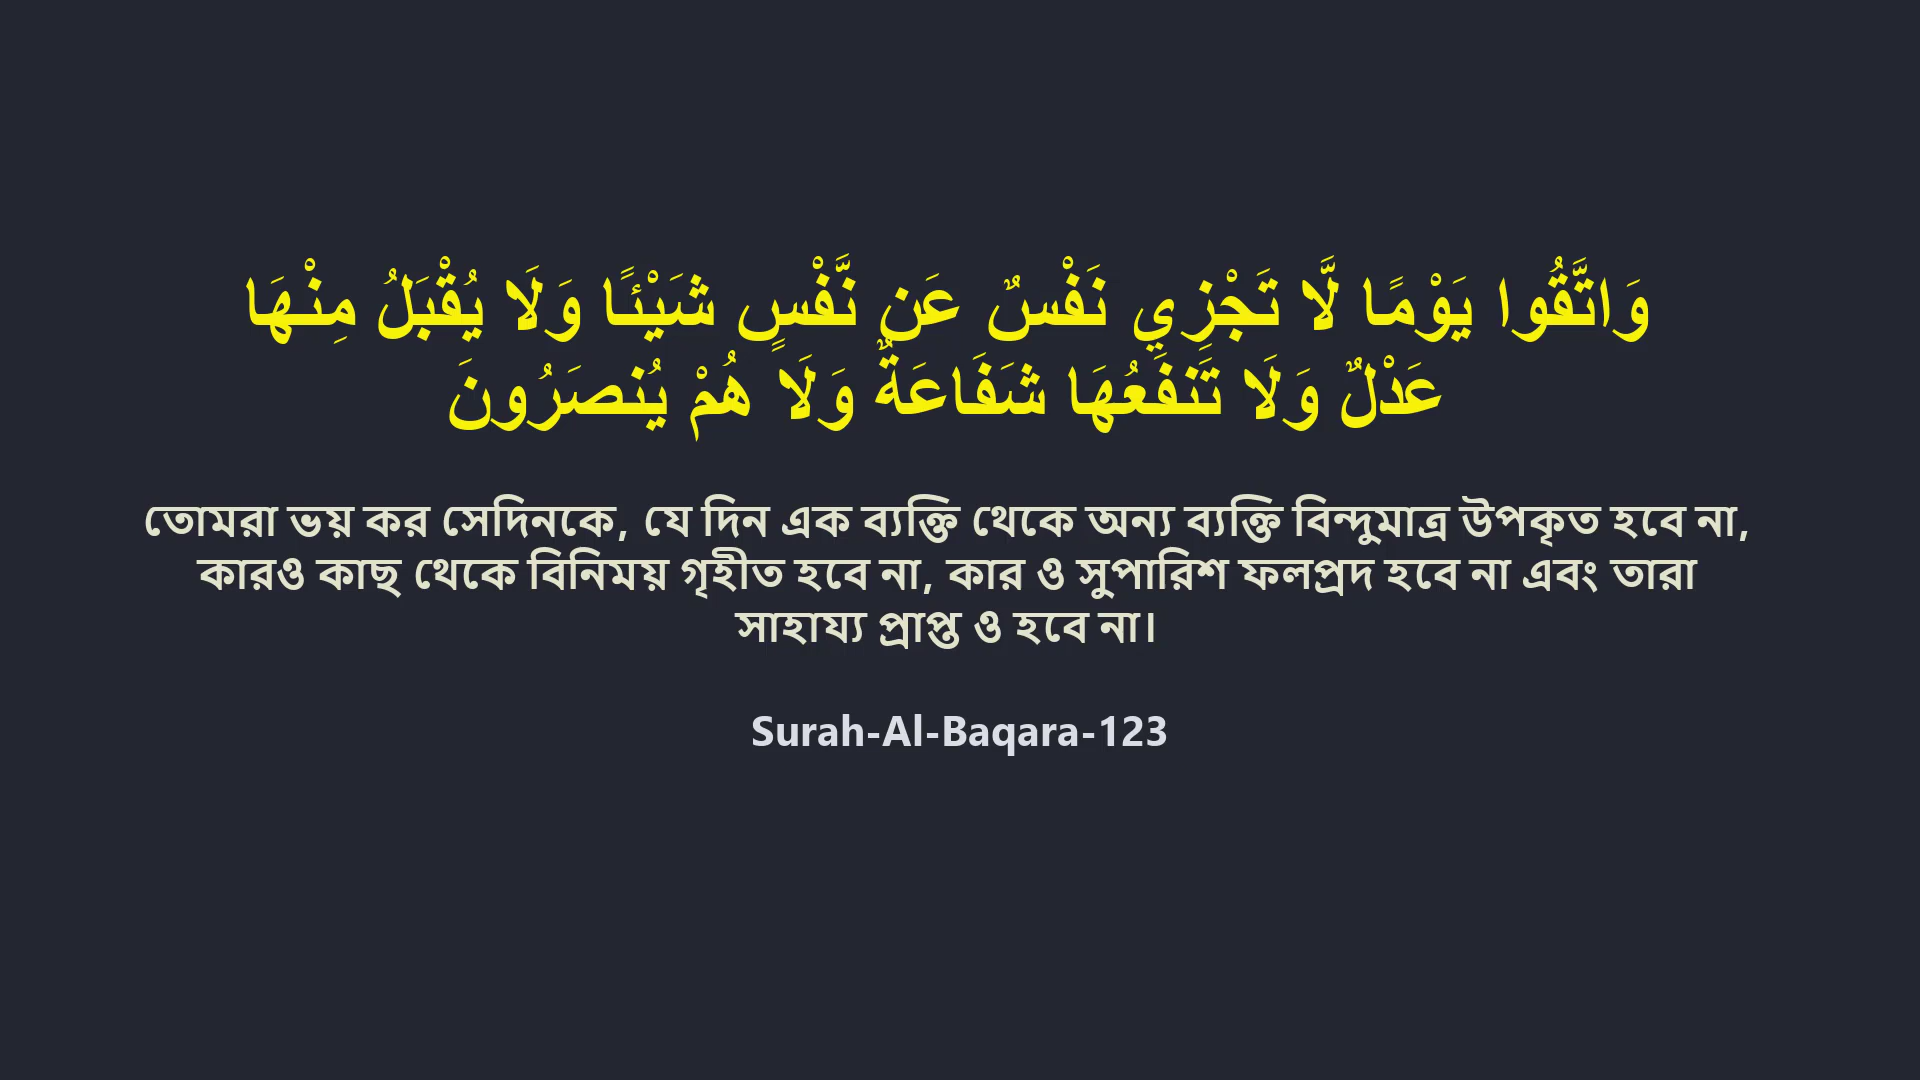 وَاتَّقُوا يَوْمًا لَّا تَجْزِي نَفْسٌ عَن نَّفْسٍ شَيْئًا وَلَا يُقْبَلُ مِنْهَا
عَدْلٌ وَلَا تَنفَعُهَا شَفَاعَةٌ وَلَا هُمْ يُنصَرُونَ
তোমরা ভয় কর সেদিনকে, যে দিন এক ব্যক্তি থেকে অন্য ব্যক্তি বিন্দুমাত্র উপকৃত হবে না,
কারও কাছ থেকে বিনিময় গৃহীত হবে না, কার ও সুপারিশ ফলপ্রদ হবে না এবং তারা
সাহায্য প্রাপ্ত ও হবে না।
Surah-Al-Baqara-123